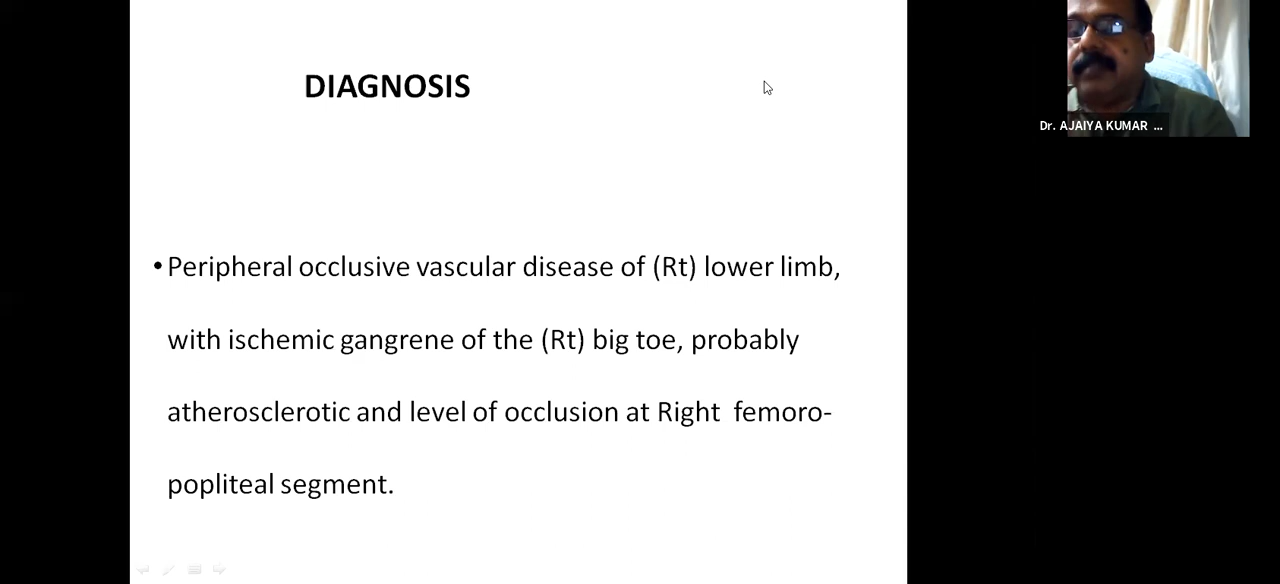 DIAGNOSIS
Dr. AJAIYA KUMAR ...
• Peripheral occlusive vascular disease of (Rt) lower limb,
with ischemic gangrene of the (Rt) big toe, probably
atherosclerotic and level of occlusion at Right femoro-
popliteal segment.